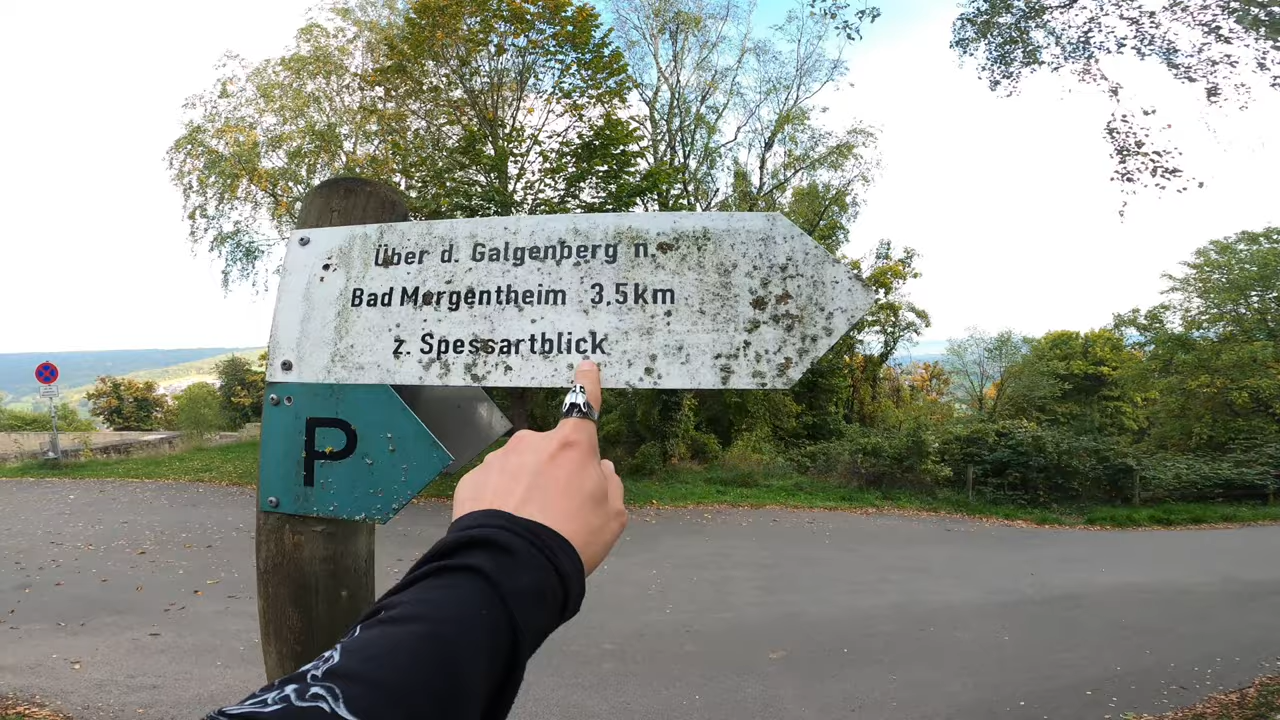 Über d. Galgenberg n.
Bad Mergentheim 3,5km
z. Spessartblick
P